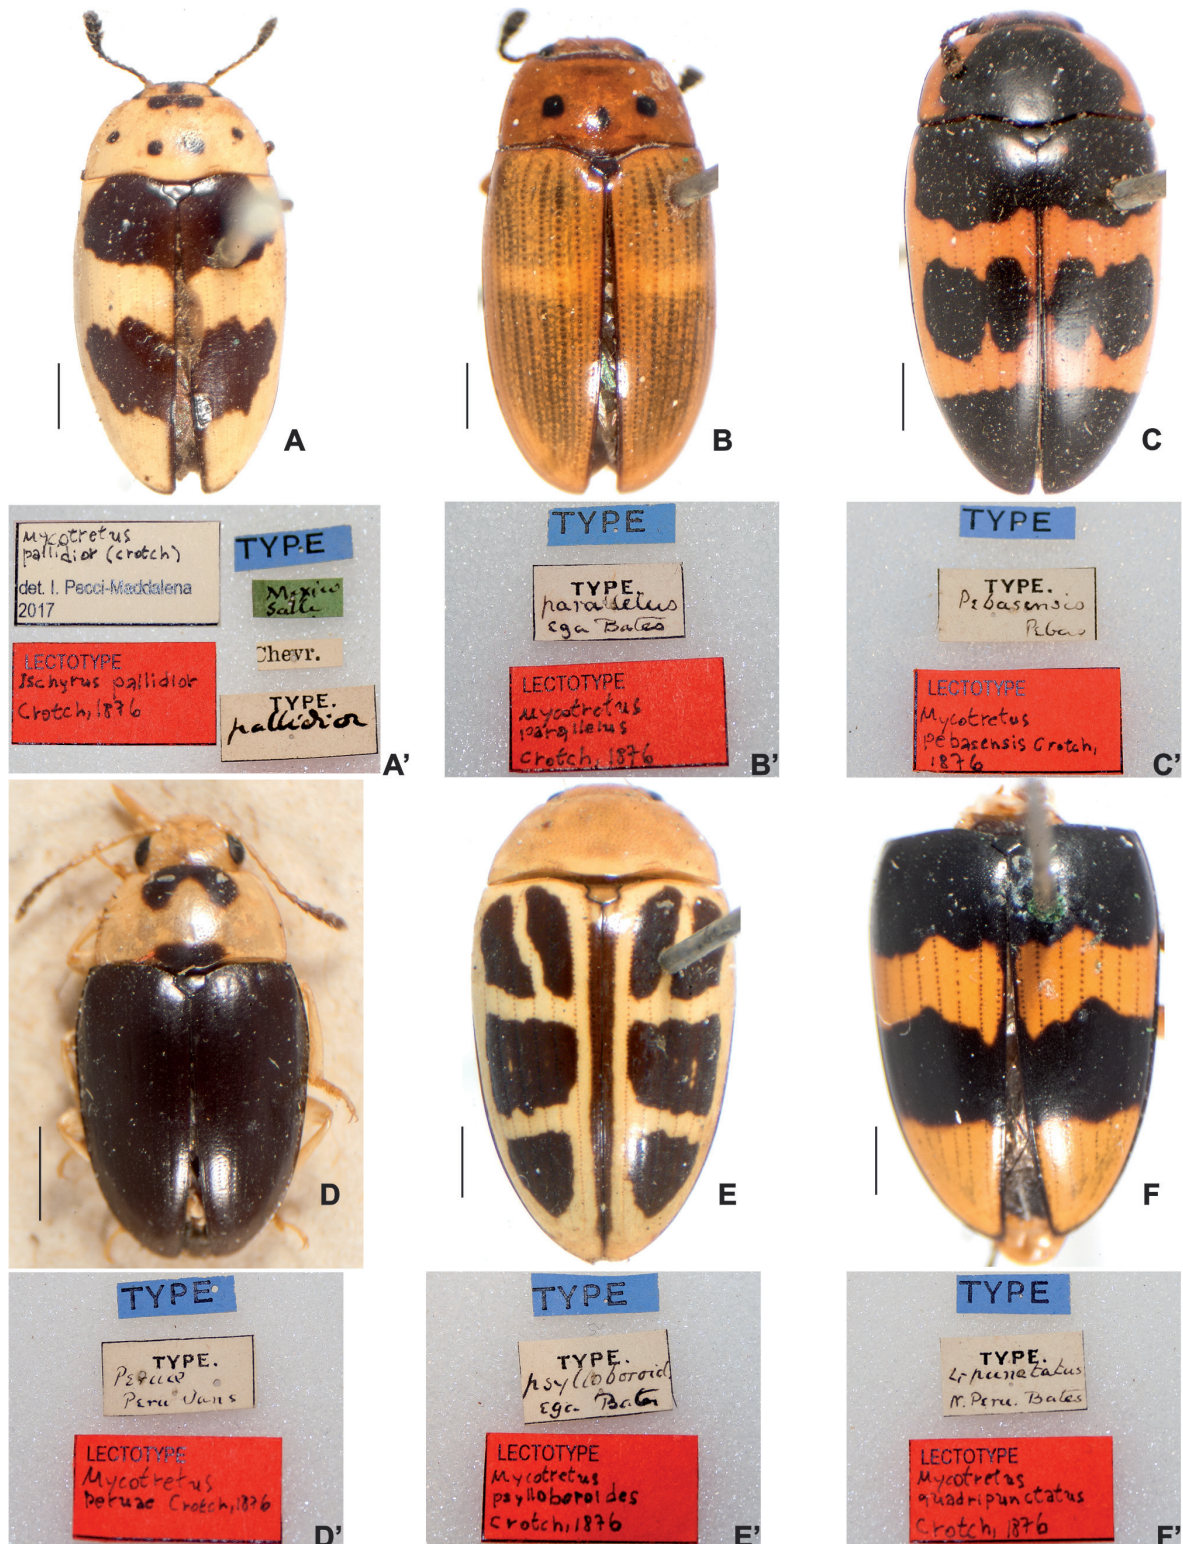 A
B
C
Mycotretus
pallidior (Crotch)
det. I. Pecci-Maddalena
2017
TYPE
Mexico
Salle
Chevr.
LECTOTYPE
Ischyrus pallidior
Crotch, 1876
TYPE.
pallidior
A'
TYPE
TYPE.
parallelus
Ega Bates
LECTOTYPE
Mycotretus
parallelus
Crotch, 1876
B'
TYPE
TYPE.
Pebasensis
Pebas
LECTOTYPE
Mycotretus
pebasensis Crotch,
1876
C'
D
E
F
TYPE
TYPE.
Peruae
Peru
LECTOTYPE
Mycotretus
peruae Crotch, 1876
D'
TYPE
TYPE.
psylloboroid
Ega Bates
LECTOTYPE
Mycotretus
psylloboroides
Crotch, 1876
E'
TYPE
TYPE.
4-punctatus
N. Peru. Bates
LECTOTYPE
Mycotretus
quadripunctatus
Crotch, 1876
F'